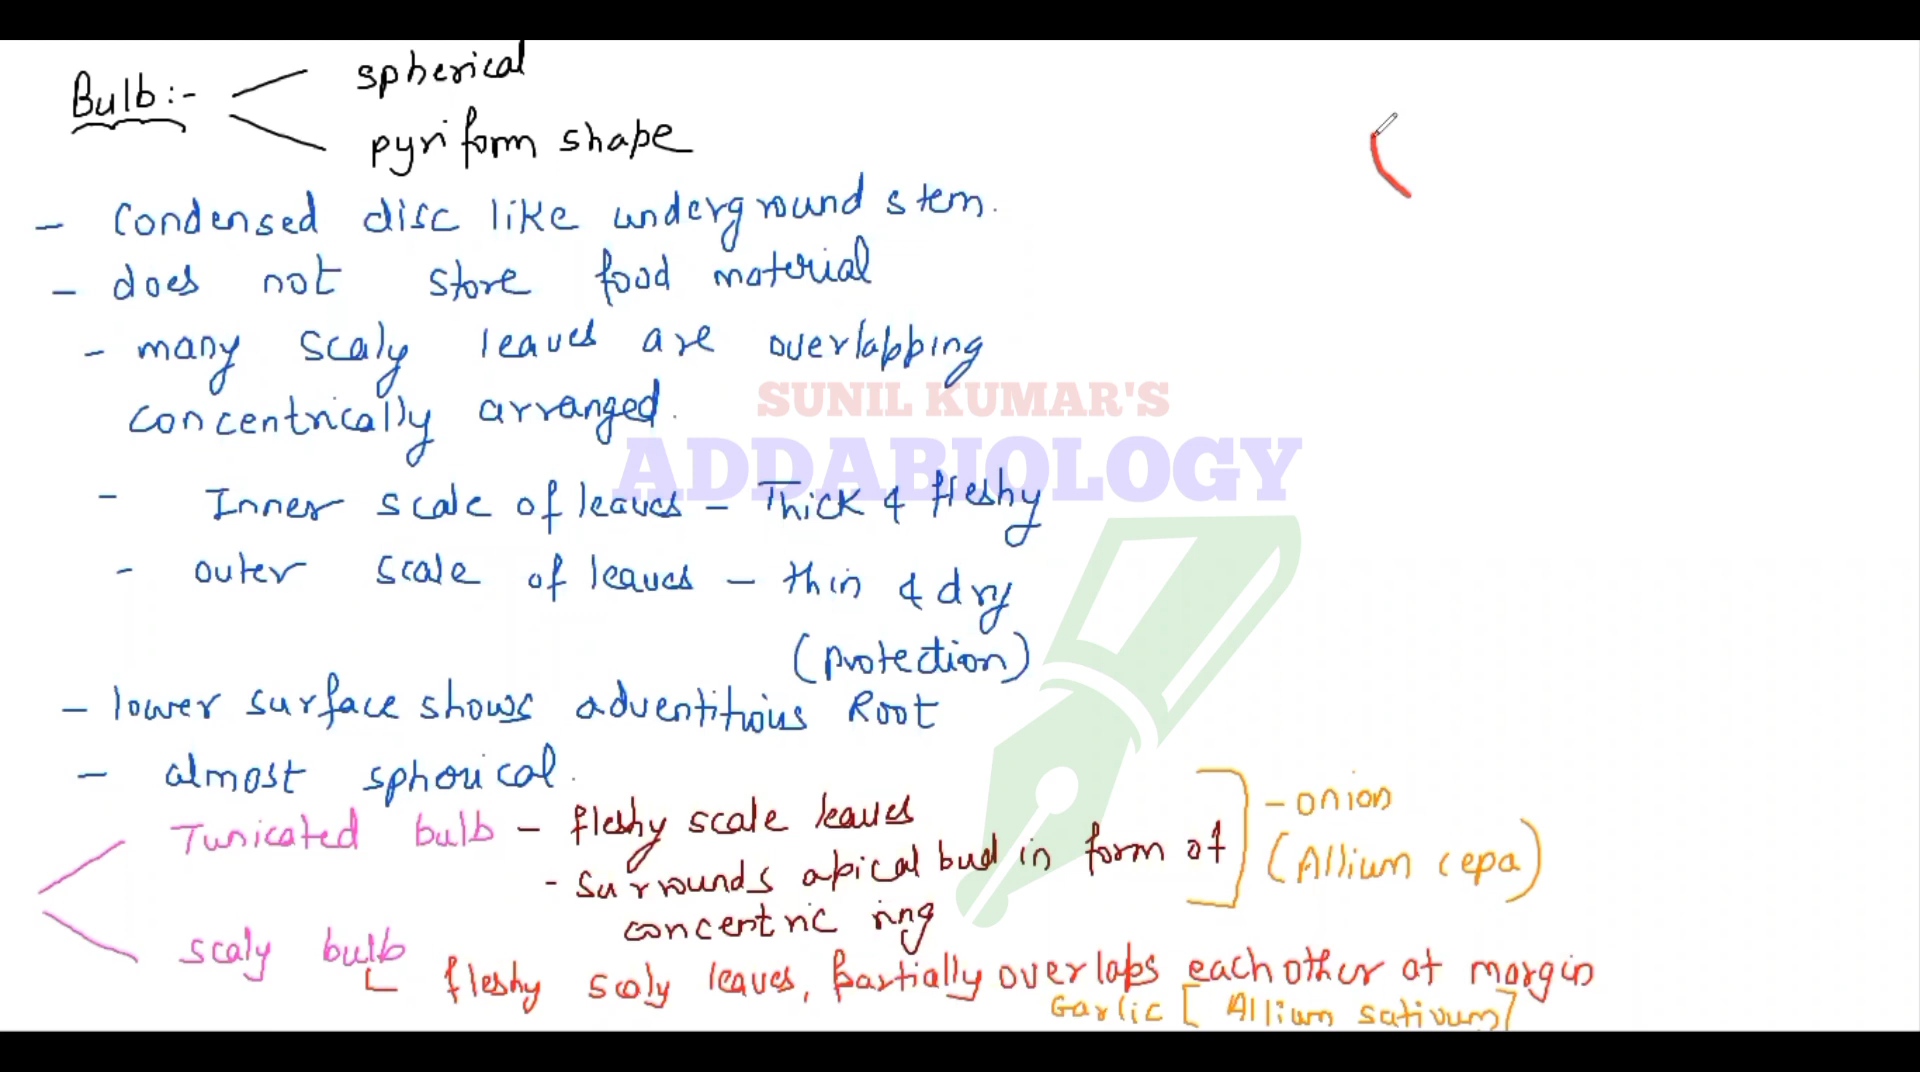 Bulb:-
spherical
pyriform shape
- Condensed disc like underground stem.
- does not store food material
- many scaly leaves are overlapping
concentrically arranged.
SUNIL KUMAR'S
ADDABIOLOGY
- Inner scale of leaves - Thick & fleshy
- outer scale of leaves - thin & dry
(protection)
- lower surface shows adventitious Root
- almost spherical.
Tunicated bulb - fleshy scale leaves
- surrounds apical bud in form of
concentric ring
- onion
(Allium cepa)
scaly bulb
fleshy scaly leaves, partially overlaps each other at margin
Garlic [Allium sativum]